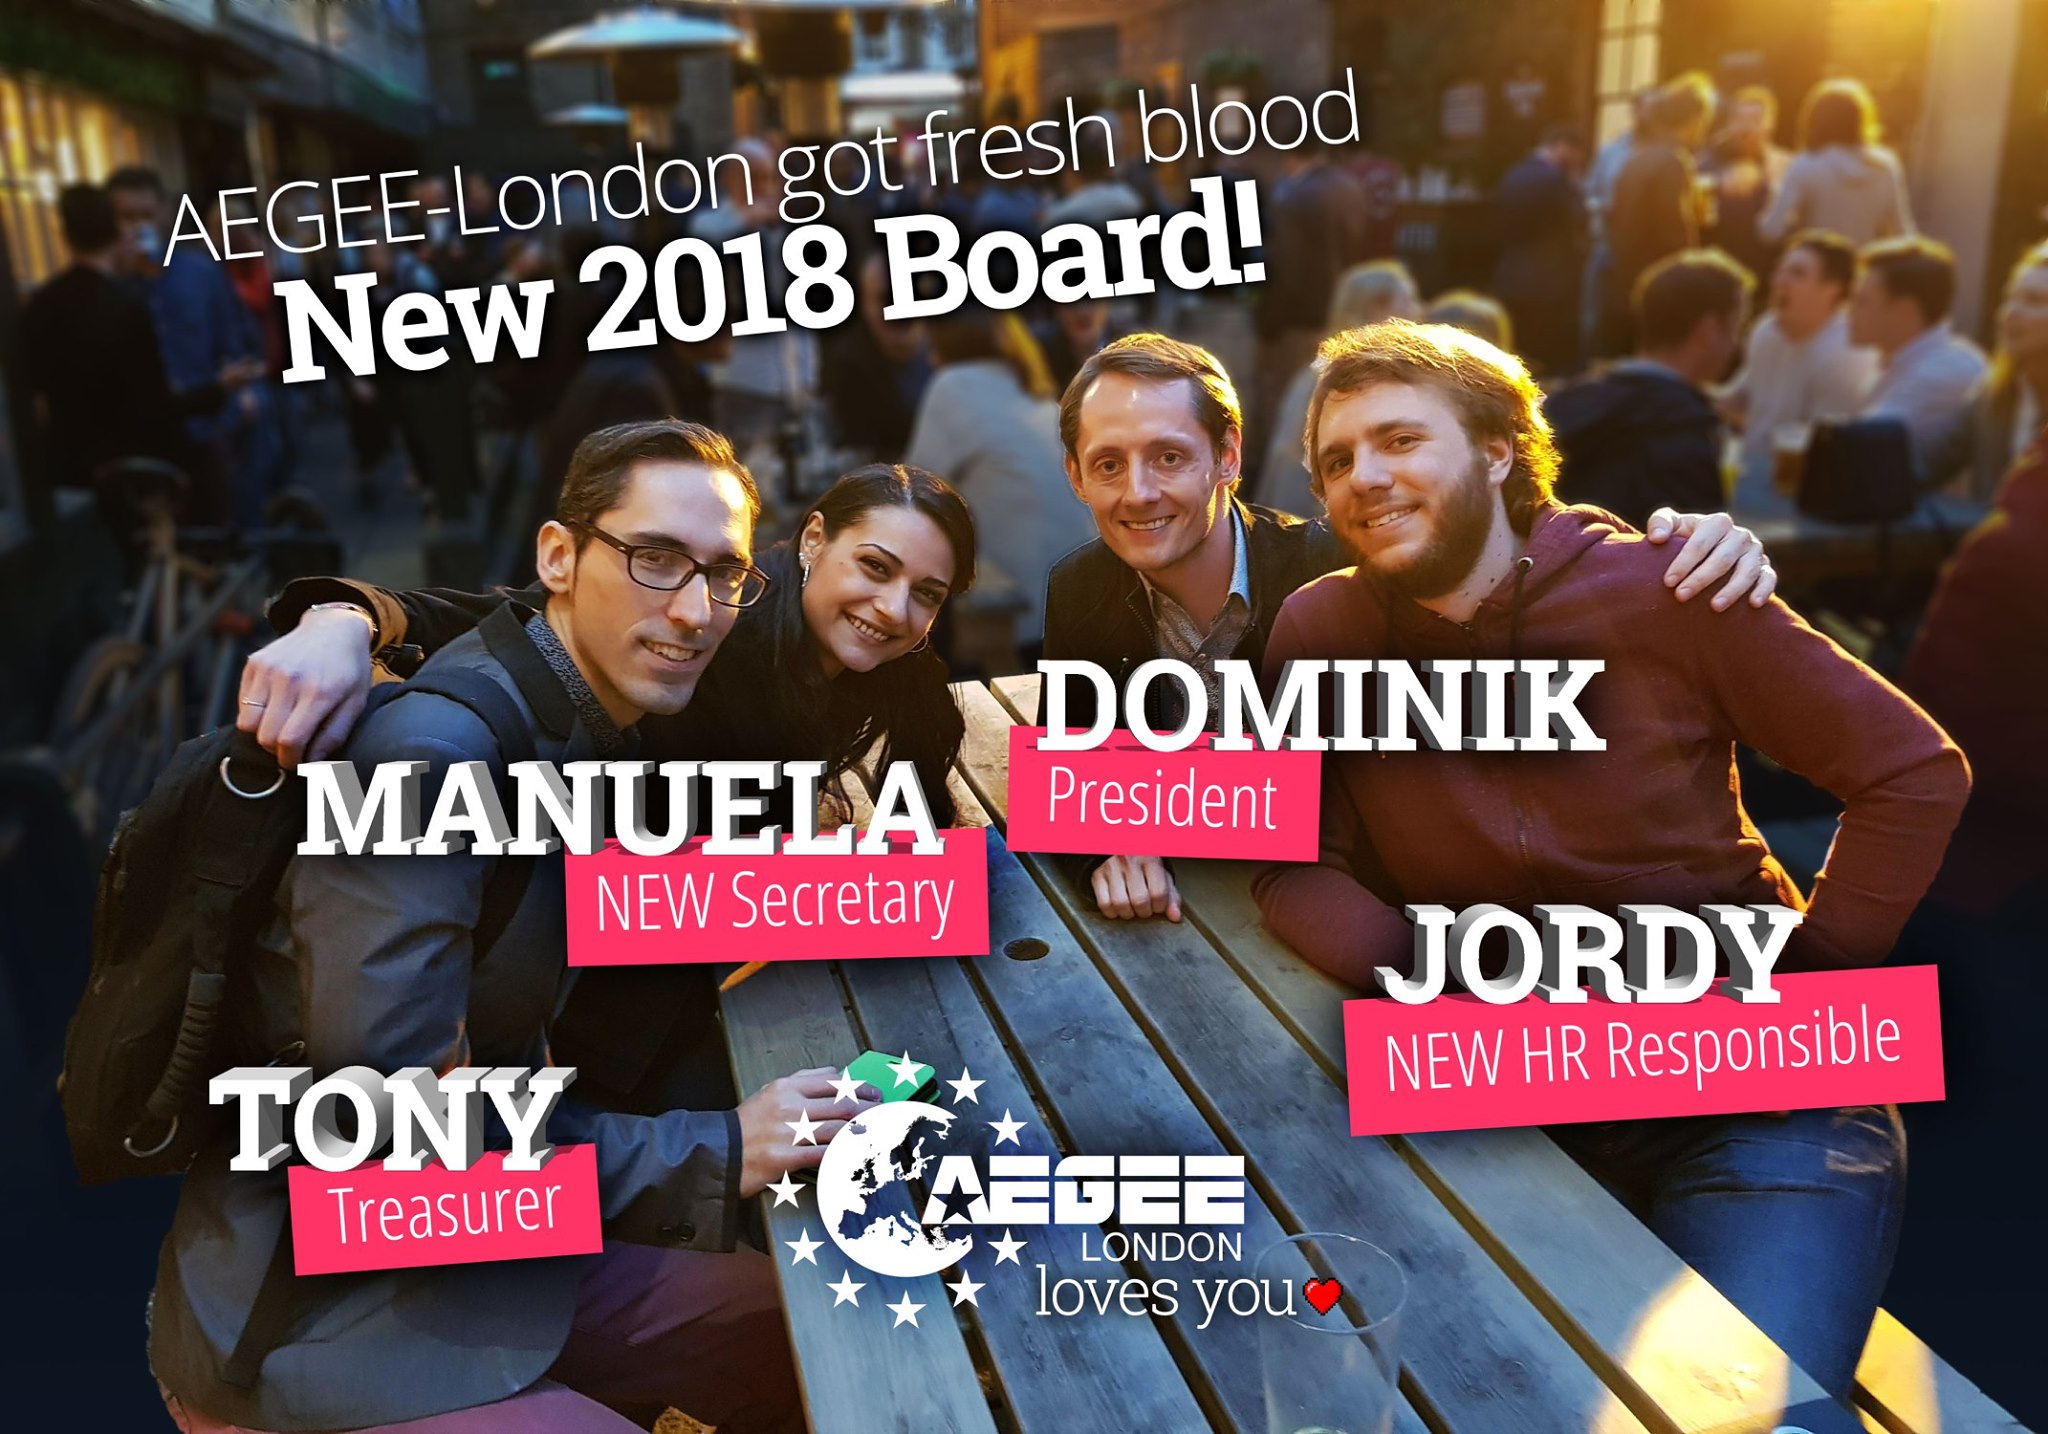 AEGEE-London got fresh blood
New 2018 Board!
DOMINIK
President
MANUELA
NEW Secretary
JORDY
NEW HR Responsible
TONY
Treasurer
AEGEE
LONDON
loves you